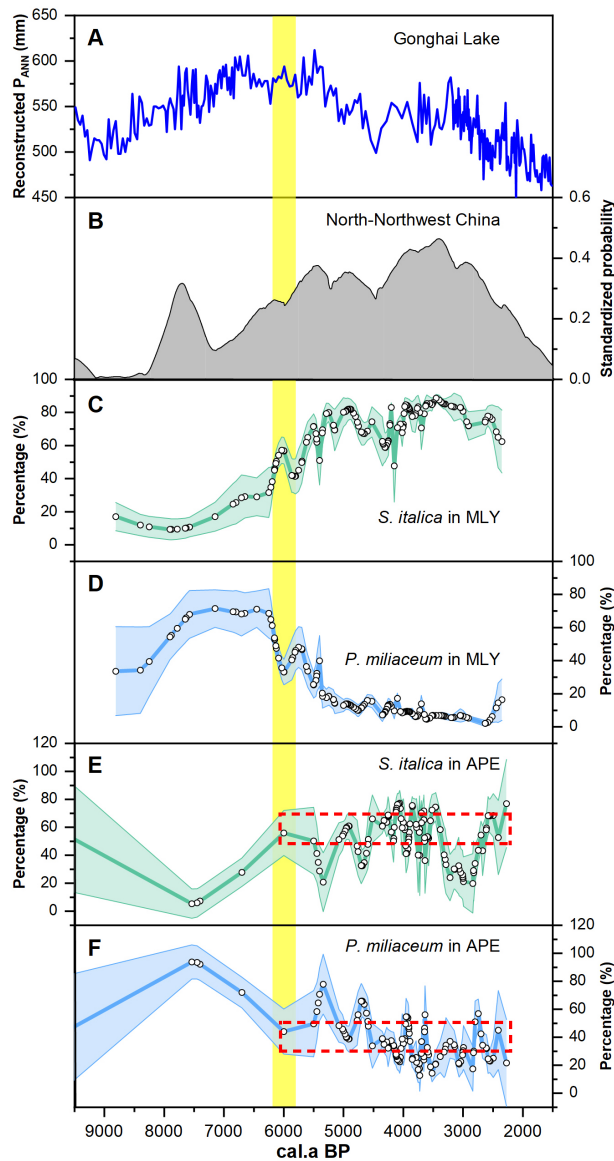 650
600
550
500
450
Reconstructed P_ANN (mm)
A
Gonghai Lake
0.6
0.4
0.2
0.0
Standardized probability
B
North-Northwest China
100
80
60
40
20
0
Percentage (%)
C
S. italica in MLY
100
80
60
40
20
0
Percentage (%)
D
P. miliaceum in MLY
120
100
80
60
40
20
0
Percentage (%)
E
S. italica in APE
120
100
80
60
40
20
0
Percentage (%)
F
P. miliaceum in APE
9000 8000 7000 6000 5000 4000 3000 2000
cal.a BP